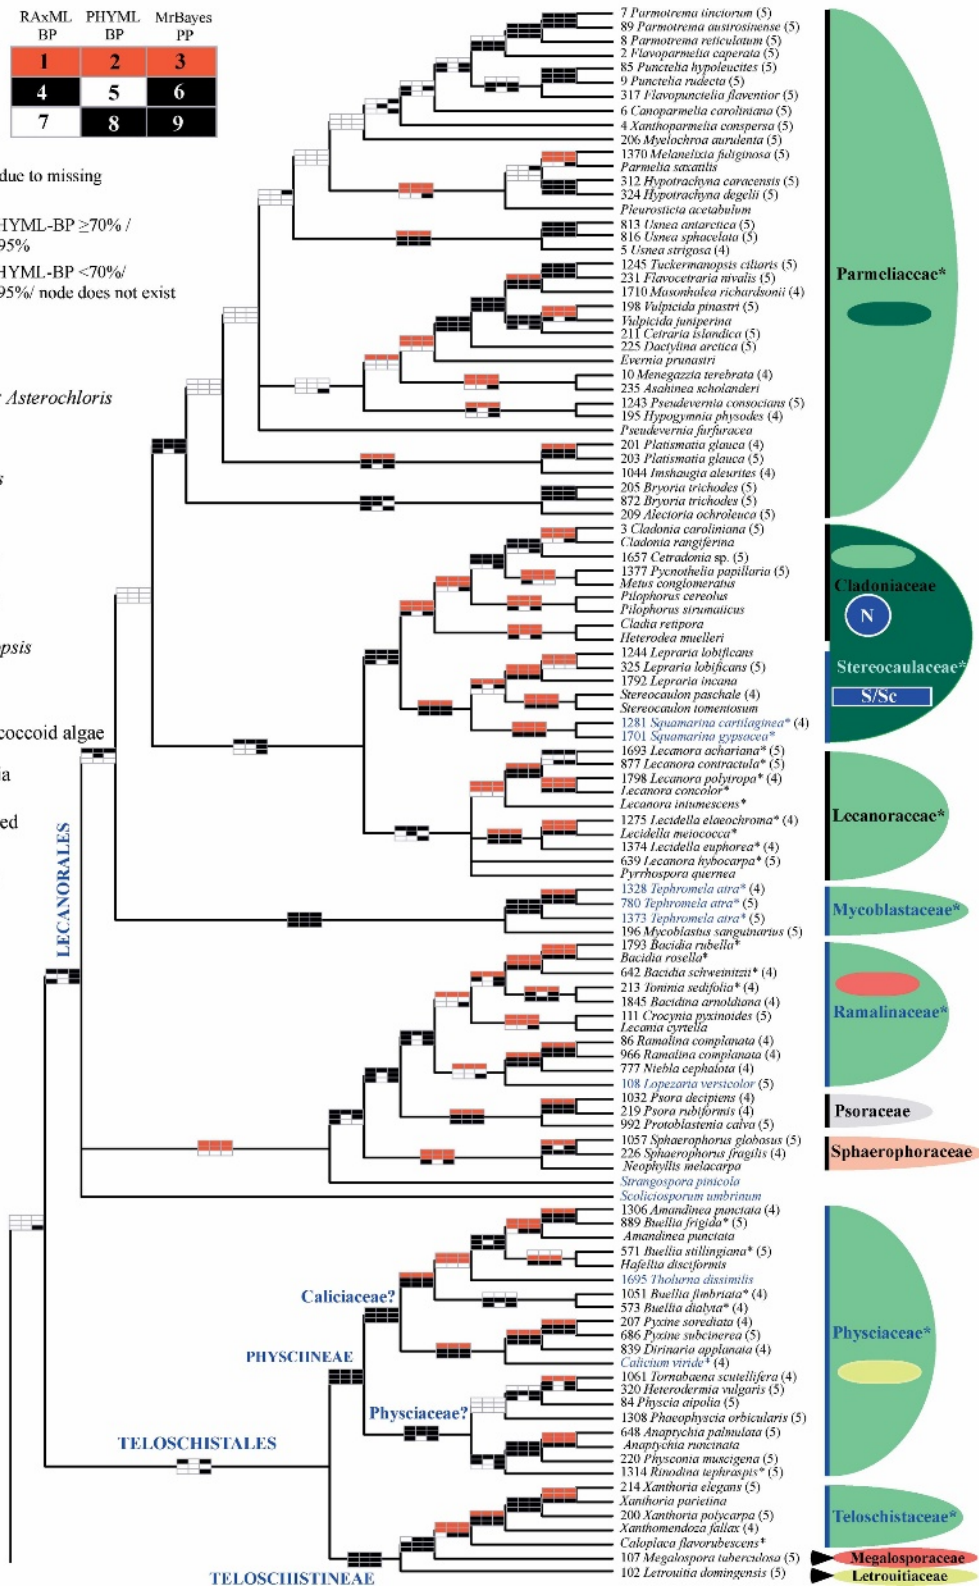 RAxML PHYML MrBayes
BP BP PP
1 2 3
4 5 6
7 8 9
due to missing
HYML-BP ≥70% /
95%
HYML-BP <70%/
95%/ node does not exist
Asterochloris
s
opsis
coccoid algae
ia
ed
LECANORALES
Caliciaceae?
PHYSCIINEAE
Physciaceae?
TELOSCHISTALES
TELOSCHISTINEAE
7 Parmotrema tinctorum (5)
89 Parmotrema austrosinense (5)
8 Parmotrema reticulatum (5)
2 Flavoparmelia caperata (5)
85 Punctelia hypoleucites (5)
9 Punctelia rudecta (5)
317 Flavopunctelia flaventior (5)
6 Canoparmelia caroliniana (5)
4 Xanthoparmelia conspersa (5)
206 Myelochroa aurulenta (5)
1370 Melanelixia fuliginosa (5)
Parmelia saxatilis
312 Hypotrachyna caracensis (5)
324 Hypotrachyna degelii (5)
Pleurosticta acetabulum
813 Usnea antarctica (5)
816 Usnea sphacelata (5)
5 Usnea strigosa (4)
1245 Tuckermanopsis ciliaris (5)
231 Flavocetraria nivalis (5)
1710 Masonhalea richardsonii (4)
198 Vulpicida pinastri (5)
Vulpicida juniperina
211 Cetraria islandica (5)
225 Dactylina arctica (5)
Evernia prunastri
10 Menegazzia terebrata (4)
235 Asahinea scholanderi
1243 Pseudevernia consocians (5)
195 Hypogymnia physodes (4)
Pseudevernia furfuracea
201 Platismatia glauca (4)
203 Platismatia glauca (5)
1044 Imshaugia aleurites (4)
205 Bryoria trichodes (5)
872 Bryoria trichodes (5)
209 Alectoria ochroleuca (5)
3 Cladonia caroliniana (5)
Cladonia rangiferina
1657 Cetradonia sp. (5)
1377 Pycnothelia papillaria (5)
Metus conglomeratus
Pilophorus cereolus
Pilophorus strumaticus
Cladia retipora
Heterodea muelleri
1244 Lepraria lobificans
325 Lepraria lobificans (5)
1792 Lepraria incana
Stereocaulon paschale (4)
Stereocaulon tomentosum
1281 Squamarina cartilaginea* (4)
1701 Squamarina gypsacea*
1693 Lecanora achariana* (5)
877 Lecanora contractula* (5)
1798 Lecanora polytropa* (4)
Lecanora concolor*
Lecanora intumescens*
1275 Lecidella elaeochroma* (4)
Lecidella meiococca*
1374 Lecidella euphorea* (4)
639 Lecanora hybocarpa* (5)
Pyrrhospora quernea
1328 Tephromela atra* (4)
780 Tephromela atra* (5)
1373 Tephromela atra* (5)
196 Mycoblastus sanguinarius (5)
1793 Bacidia rubella*
Bacidia rosella*
642 Bacidia schweinitzii* (4)
213 Toninia sedifolia* (4)
1845 Bacidina arnoldiana (4)
111 Crocynia pyxinoides (5)
Lecania cyrtella
86 Ramalina complanata (4)
966 Ramalina complanata (4)
777 Niebla cephalota (4)
108 Lopezaria versicolor (5)
1032 Psora decipiens (4)
219 Psora rubiformis (4)
992 Protoblastenia calva (5)
1057 Sphaerophorus globosus (5)
226 Sphaerophorus fragilis (4)
Neophyllis melacarpa
Strangospora pinicola
Scoliciosporum umbrinum
1306 Amandinea punctata (4)
889 Buellia frigida* (5)
Amandinea punctata
571 Buellia stillingiana* (5)
Hafellia disciformis
1695 Tholurna dissimilis
1051 Buellia fimbriata* (4)
573 Buellia dialyta* (4)
207 Pyxine sorediata (4)
686 Pyxine subcinerea (5)
839 Dirinaria applanata (4)
Calicium viride* (4)
1061 Tornabaena scutellifera (4)
320 Heterodermia vulgaris (5)
84 Physcia aipolia (5)
1308 Phaeophyscia orbicularis (5)
648 Anaptychia palmulata (5)
Anaptychia runcinata
220 Physconia muscigena (5)
1314 Rinodina tephraspis* (5)
214 Xanthoria elegans (5)
Xanthoria parietina
200 Xanthoria polycarpa (5)
Xanthomendoza fallax (4)
Caloplaca flavorubescens*
107 Megalospora tuberculosa (5)
102 Letrouitia domingensis (5)
Parmeliaceae*
Cladoniaceae
N
Stereocaulaceae*
S/Sc
Lecanoraceae*
Mycoblastaceae*
Ramalinaceae*
Psoraceae
Sphaerophoraceae
Physciaceae*
Teloschistaceae*
Megalosporaceae
Letrouitiaceae